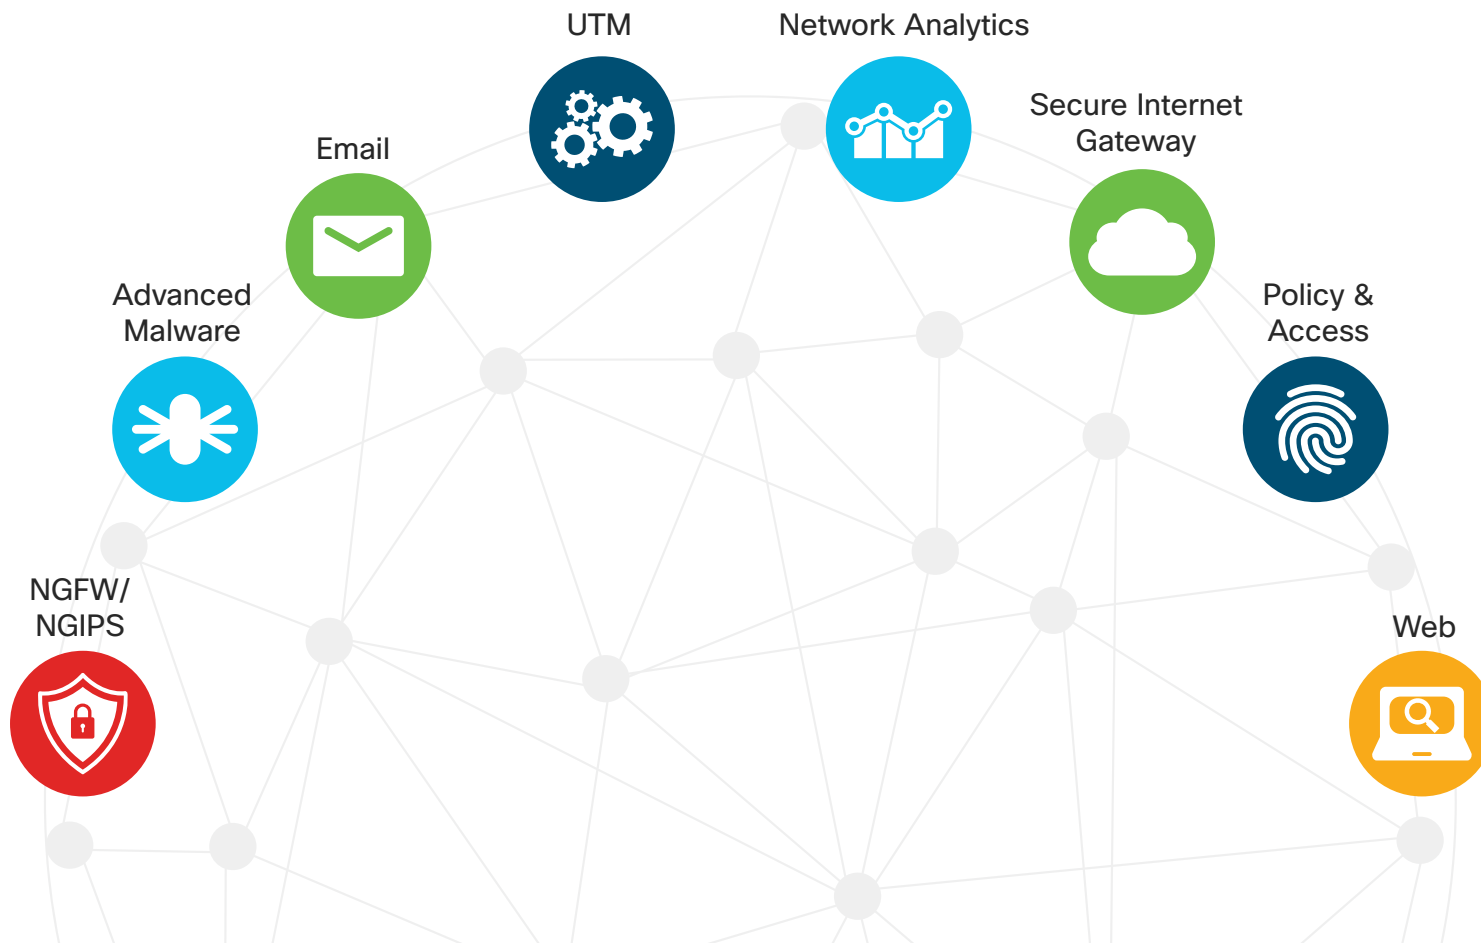 UTM
Network Analytics
Secure Internet
Gateway
Email
Advanced
Malware
Policy &
Access
NGFW/
NGIPS
Web